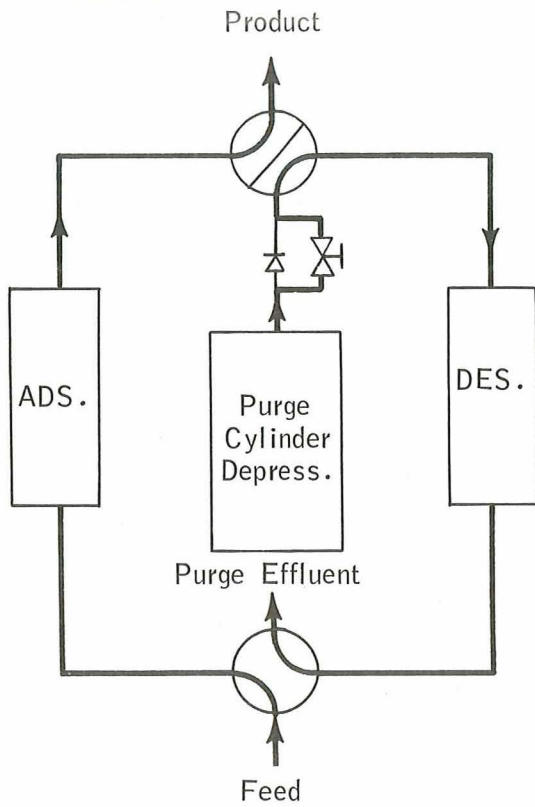 Product
ADS.
Purge
Cylinder
Depress.
DES.
Purge Effluent
Feed